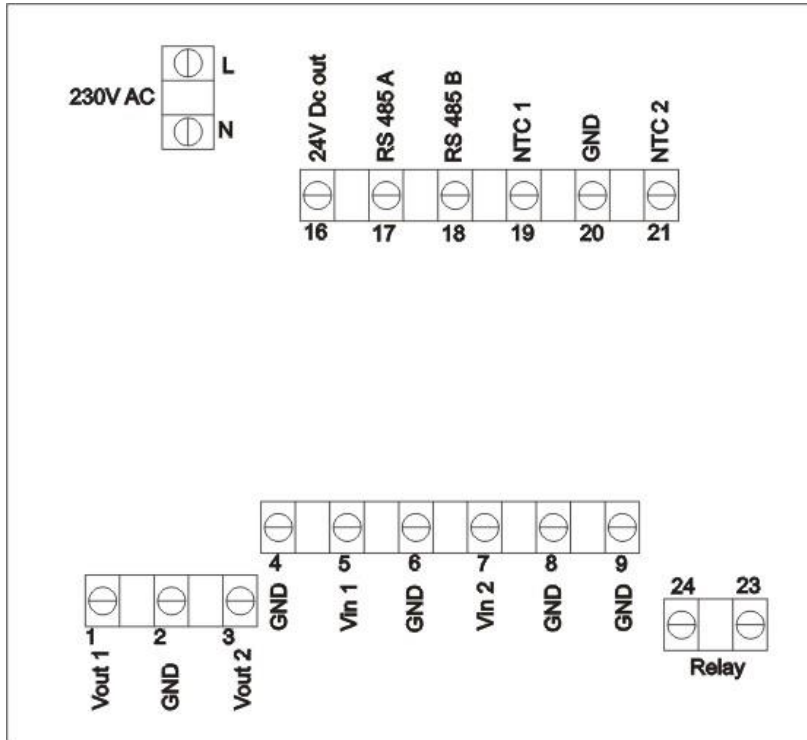 L
230V AC
N
24V Dc out
RS 485 A
RS 485 B
NTC 1
GND
NTC 2
16 17 18 19 20 21
4 5 6 7 8 9
GND
Vin 1
GND
Vin 2
GND
GND
1 2 3
Vout 1
GND
Vout 2
24 23
Relay